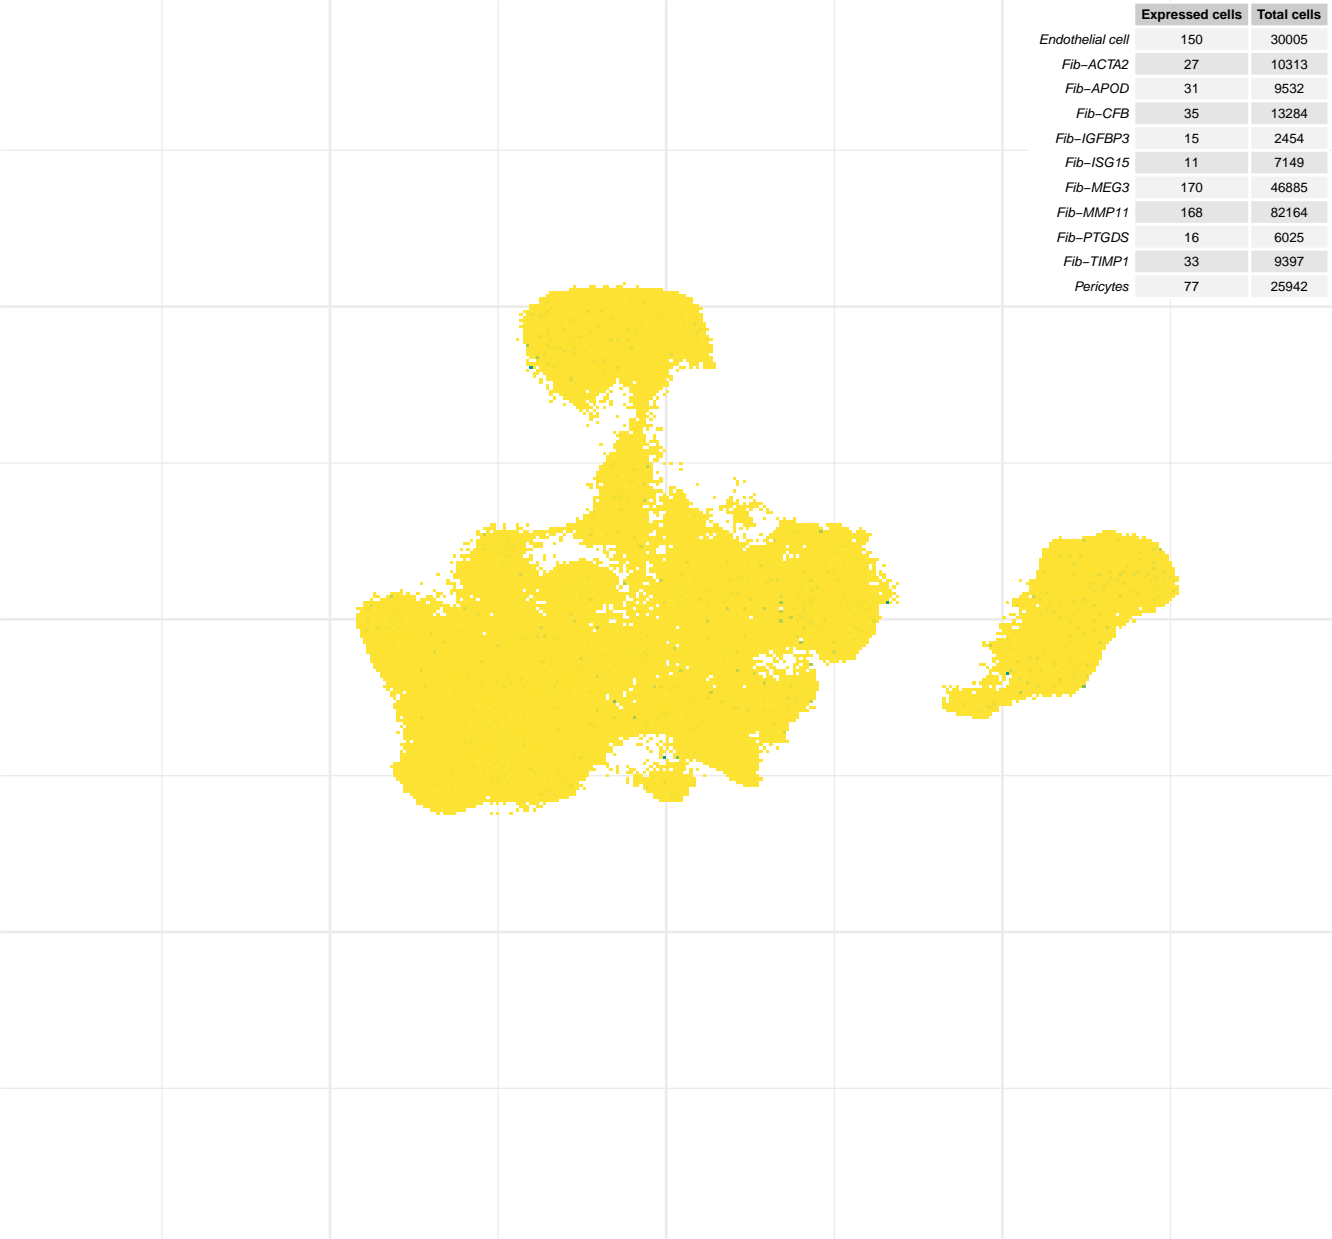 Expressed cells Total cells
Endothelial cell 150 30005
Fib−ACTA2 27 10313
Fib−APOD 31 9532
Fib−CFB 35 13284
Fib−IGFBP3 15 2454
Fib−ISG15 11 7149
Fib−MEG3 170 46885
Fib−MMP11 168 82164
Fib−PTGDS 16 6025
Fib−TIMP1 33 9397
Pericytes 77 25942